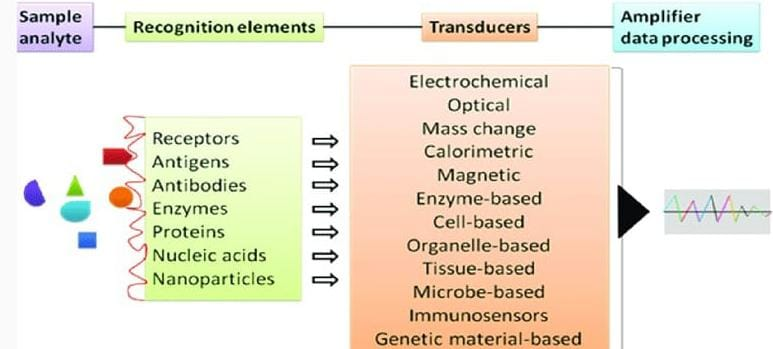 Sample
analyte
Recognition elements
Transducers
Amplifier
data processing
Receptors
Antigens
Antibodies
Enzymes
Proteins
Nucleic acids
Nanoparticles
Electrochemical
Optical
Mass change
Calorimetric
Magnetic
Enzyme-based
Cell-based
Organelle-based
Tissue-based
Microbe-based
Immunosensors
Genetic material-based